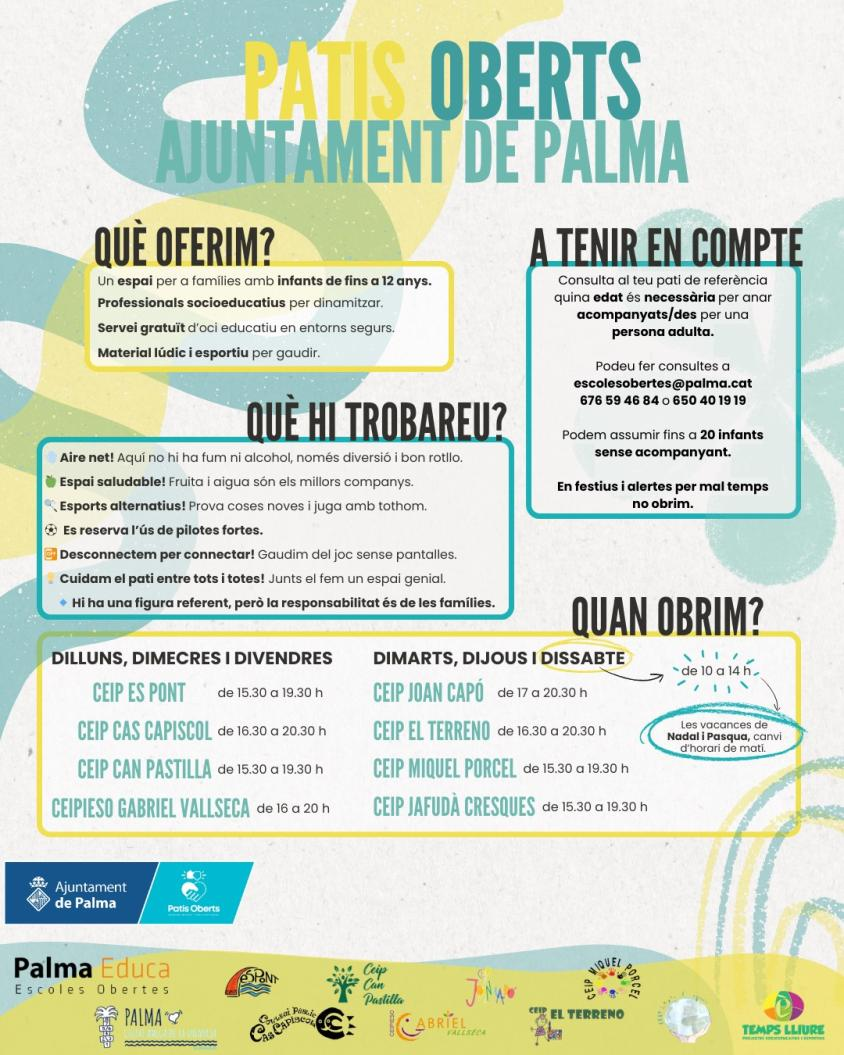 PATIS OBERTS
AJUNTAMENT DE PALMA
QUÈ OFERIM?
Un espai per a famílies amb infants de fins a 12 anys.
Professionals socioeducatius per dinamitzar.
Servei gratuït d'oci educatiu en entorns segurs.
Material lúdic i esportiu per gaudir.
A TENIR EN COMPTE
Consulta al teu pati de referència
quina edat és necessària per anar
acompanyats/des per una
persona adulta.
Podeu fer consultes a
escolesobertes@palma.cat
676 59 46 84 o 650 40 19 19
Podem assumir fins a 20 infants
sense acompanyant.
En festius i alertes per mal temps
no obrim.
QUÈ HI TROBAREU?
Aire net! Aquí no hi ha fum ni alcohol, només diversió i bon rotllo.
Espai saludable! Fruita i aigua són els millors companys.
Esports alternatius! Prova coses noves i juga amb tothom.
Es reserva l'ús de pilotes fortes.
Desconnectem per connectar! Gaudim del joc sense pantalles.
Cuidam el pati entre tots i totes! Junts el fem un espai genial.
Hi ha una figura referent, però la responsabilitat és de les famílies.
QUAN OBRIM?
DILLUNS, DIMECRES I DIVENDRES
CEIP ES PONT de 15.30 a 19.30 h
CEIP CAS CAPISCOL de 16.30 a 20.30 h
CEIP CAN PASTILLA de 15.30 a 19.30 h
CEIPIESO GABRIEL VALLSECA de 16 a 20 h
DIMARTS, DIJOUS I DISSABTE
de 10 a 14 h
CEIP JOAN CAPÓ de 17 a 20.30 h
CEIP EL TERRENO de 16.30 a 20.30 h
CEIP MIQUEL PORCEL de 15.30 a 19.30 h
CEIP JAFUDÀ CRESQUES de 15.30 a 19.30 h
Les vacances de
Nadal i Pasqua, canvi
d'horari de matí.
Ajuntament
de Palma
Patis Oberts
Palma Educa
Escoles Obertes
ES PONT
Ceip
Can
Pastilla
CEIP MIQUEL PORCEL
PALMA
Cas Capiscol
CEIPIESO
GABRIEL
VALLSECA
CEIP EL TERRENO
TEMPS LLIURE